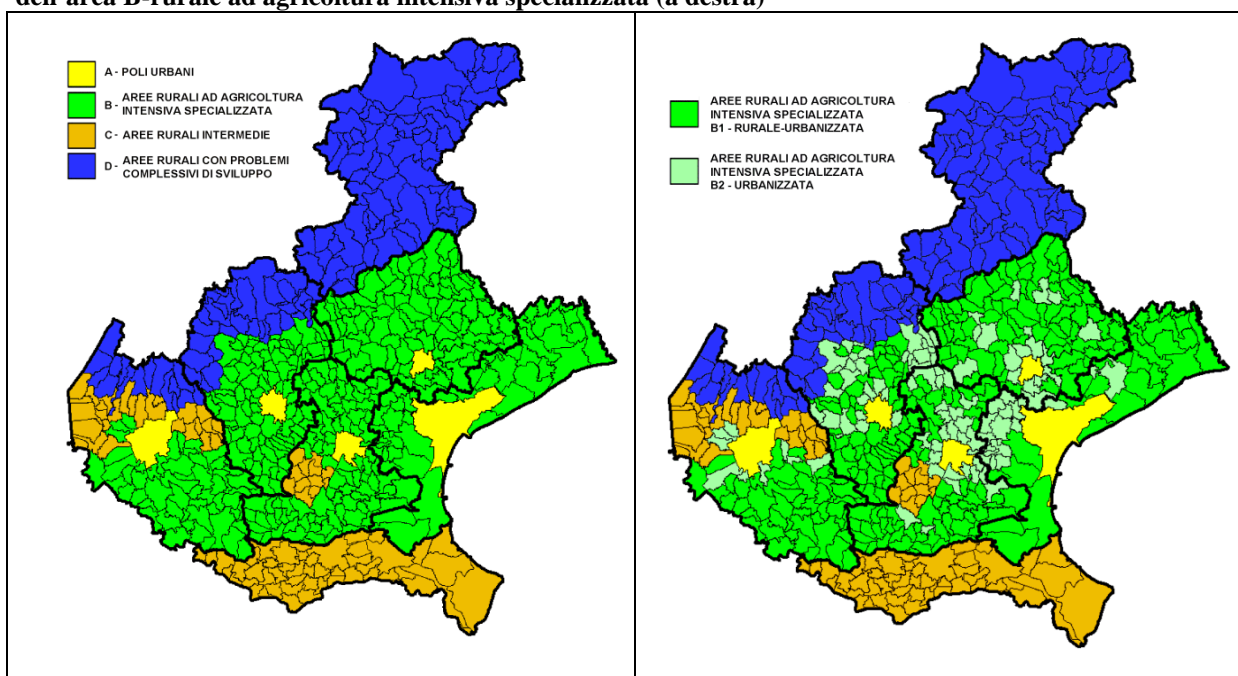 dell'area B-rurale ad agricoltura intensiva specializzata (a destra)
A - POLI URBANI
B - AREE RURALI AD AGRICOLTURA
INTENSIVA SPECIALIZZATA
C - AREE RURALI INTERMEDIE
D - AREE RURALI CON PROBLEMI
COMPLESSIVI DI SVILUPPO
AREE RURALI AD AGRICOLTURA
INTENSIVA SPECIALIZZATA
B1 - RURALE-URBANIZZATA
AREE RURALI AD AGRICOLTURA
INTENSIVA SPECIALIZZATA
B2 - URBANIZZATA